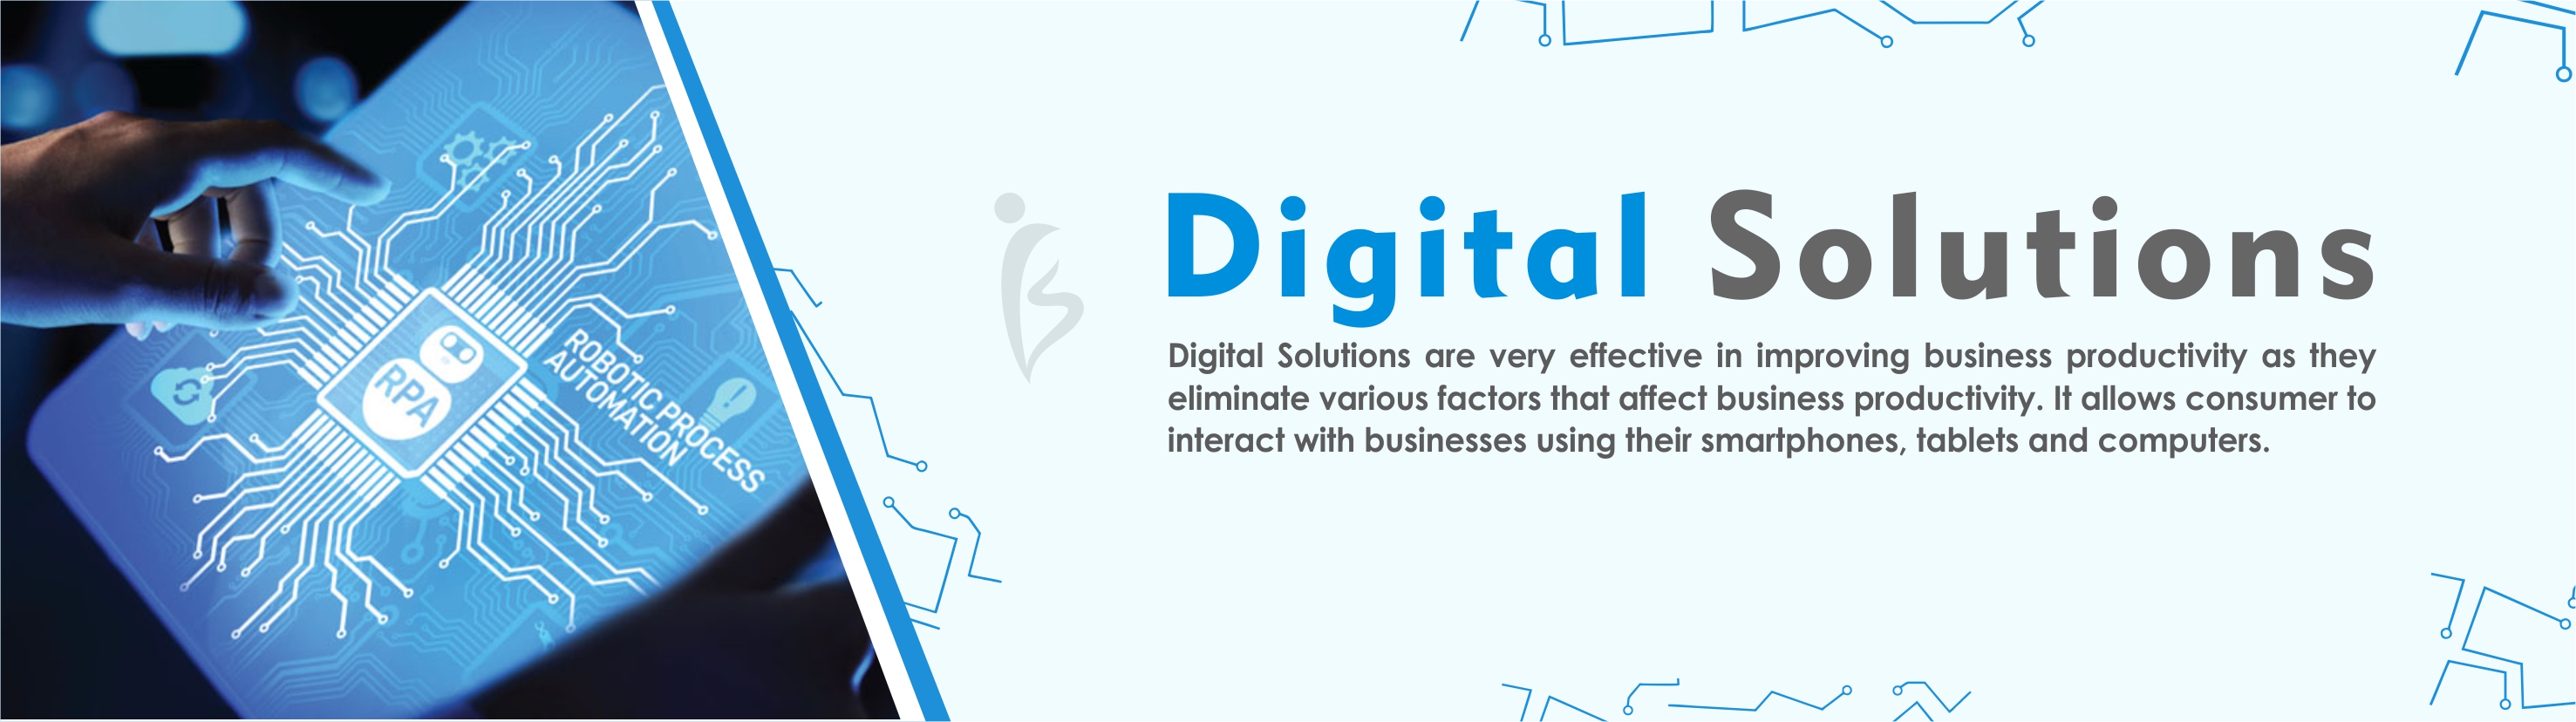 RPA
ROBOTIC PROCESS
AUTOMATION
Digital Solutions
Digital Solutions are very effective in improving business productivity as they
eliminate various factors that affect business productivity. It allows consumer to
interact with businesses using their smartphones, tablets and computers.